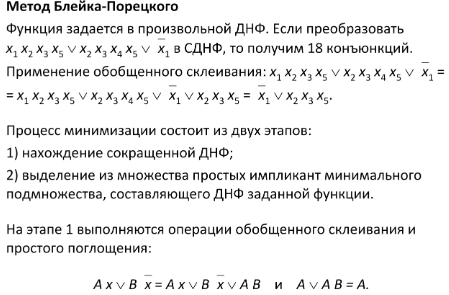 Метод Блейка-Порецкого
Функция задается в произвольной ДНФ. Если преобразовать
x₁ x₂ x₃ x₅ ∨ x₂ x₃ x₄ x₅ ∨ x̅₁ в СДНФ, то получим 18 конъюнкций.
Применение обобщенного склеивания: x₁ x₂ x₃ x₅ ∨ x₂ x₃ x₄ x₅ ∨ x̅₁ =
= x₁ x₂ x₃ x₅ ∨ x₂ x₃ x₄ x₅ ∨ x̅₁ ∨ x₂ x₃ x₅ = x̅₁ ∨ x₂ x₃ x₅.
Процесс минимизации состоит из двух этапов:
1) нахождение сокращенной ДНФ;
2) выделение из множества простых импликант минимального
подмножества, составляющего ДНФ заданной функции.
На этапе 1 выполняются операции обобщенного склеивания и
простого поглощения:
A x ∨ B x̅ = A x ∨ B x̅ ∨ A B и A ∨ A B = A.